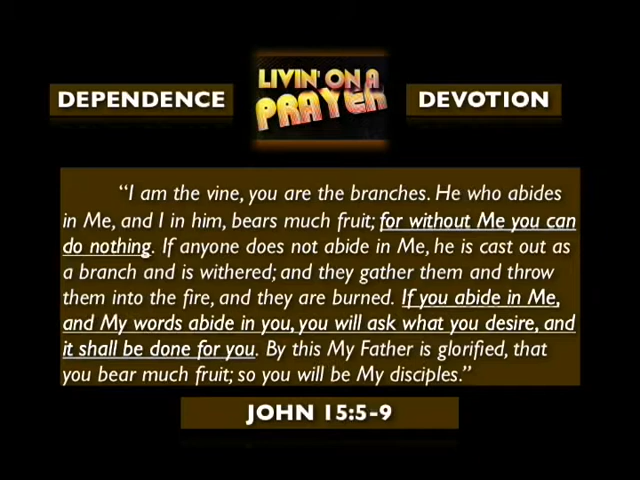 DEPENDENCE
LIVIN' ON A
PRAYER
DEVOTION
“I am the vine, you are the branches. He who abides
in Me, and I in him, bears much fruit; for without Me you can
do nothing. If anyone does not abide in Me, he is cast out as
a branch and is withered; and they gather them and throw
them into the fire, and they are burned. If you abide in Me,
and My words abide in you, you will ask what you desire, and
it shall be done for you. By this My Father is glorified, that
you bear much fruit; so you will be My disciples.”
JOHN 15:5-9